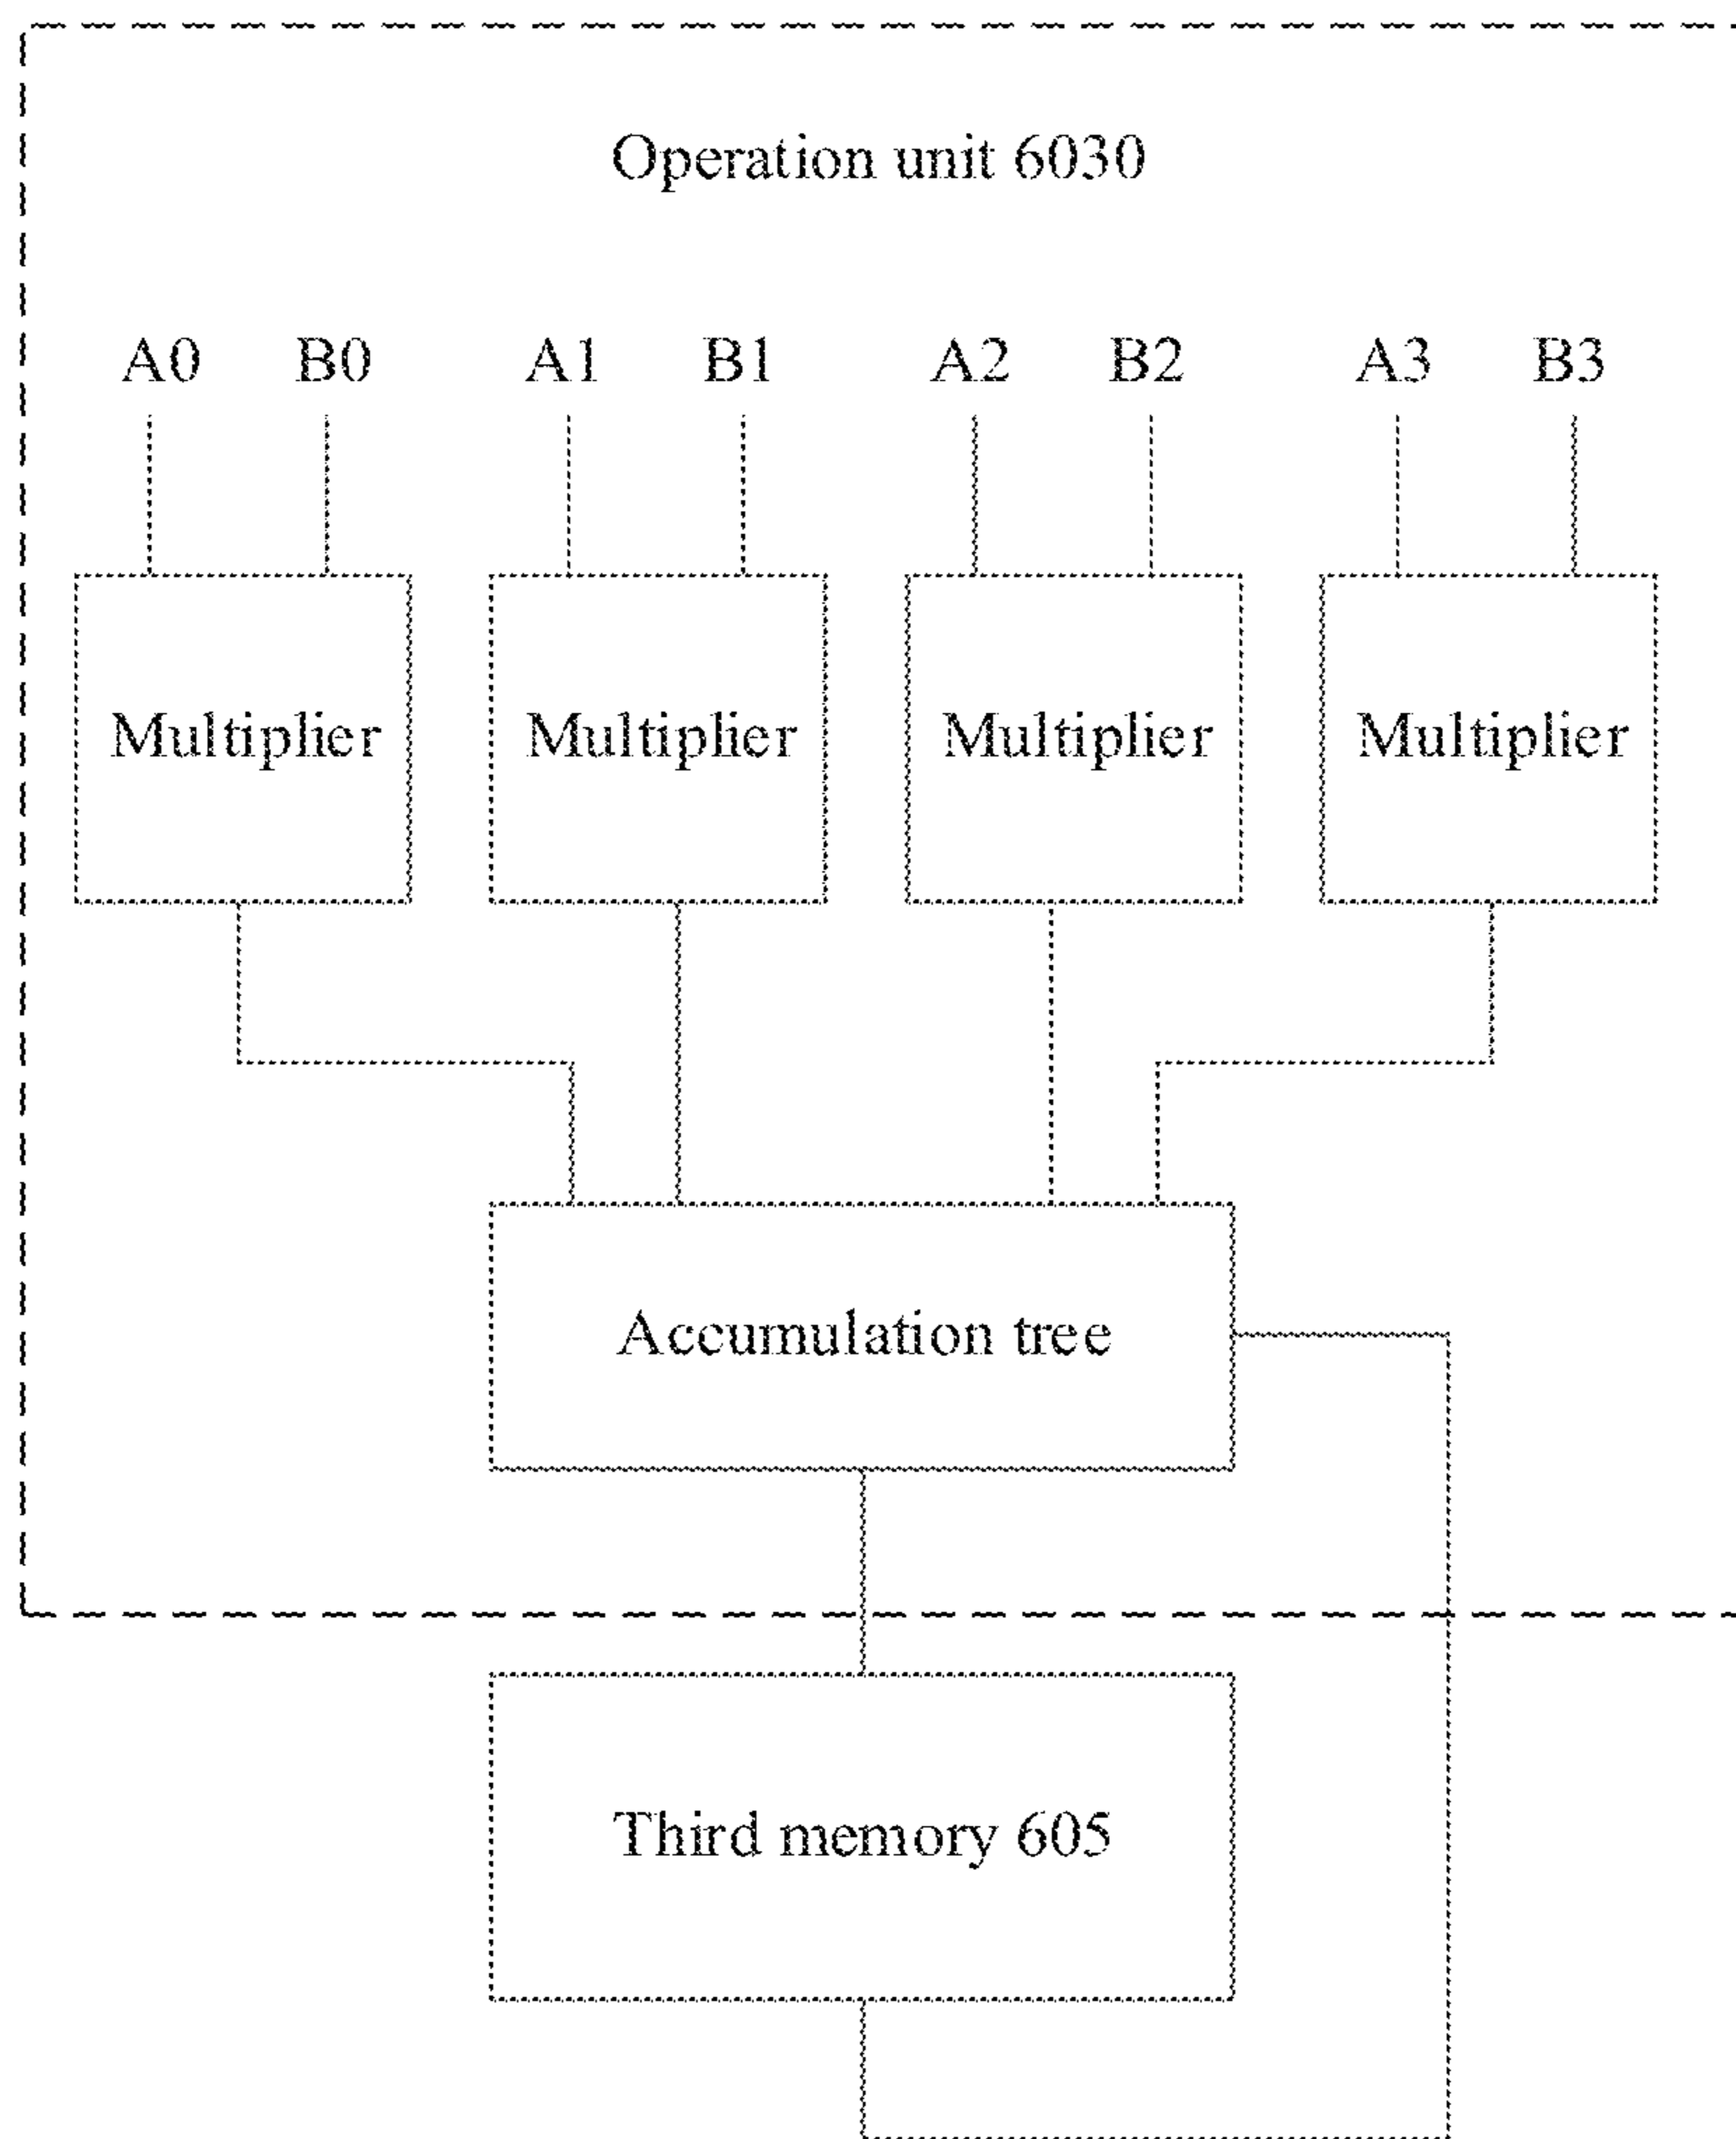 Operation unit 6030
A0 B0 A1 B1 A2 B2 A3 B3
Multiplier Multiplier Multiplier Multiplier
Accumulation tree
Third memory 605